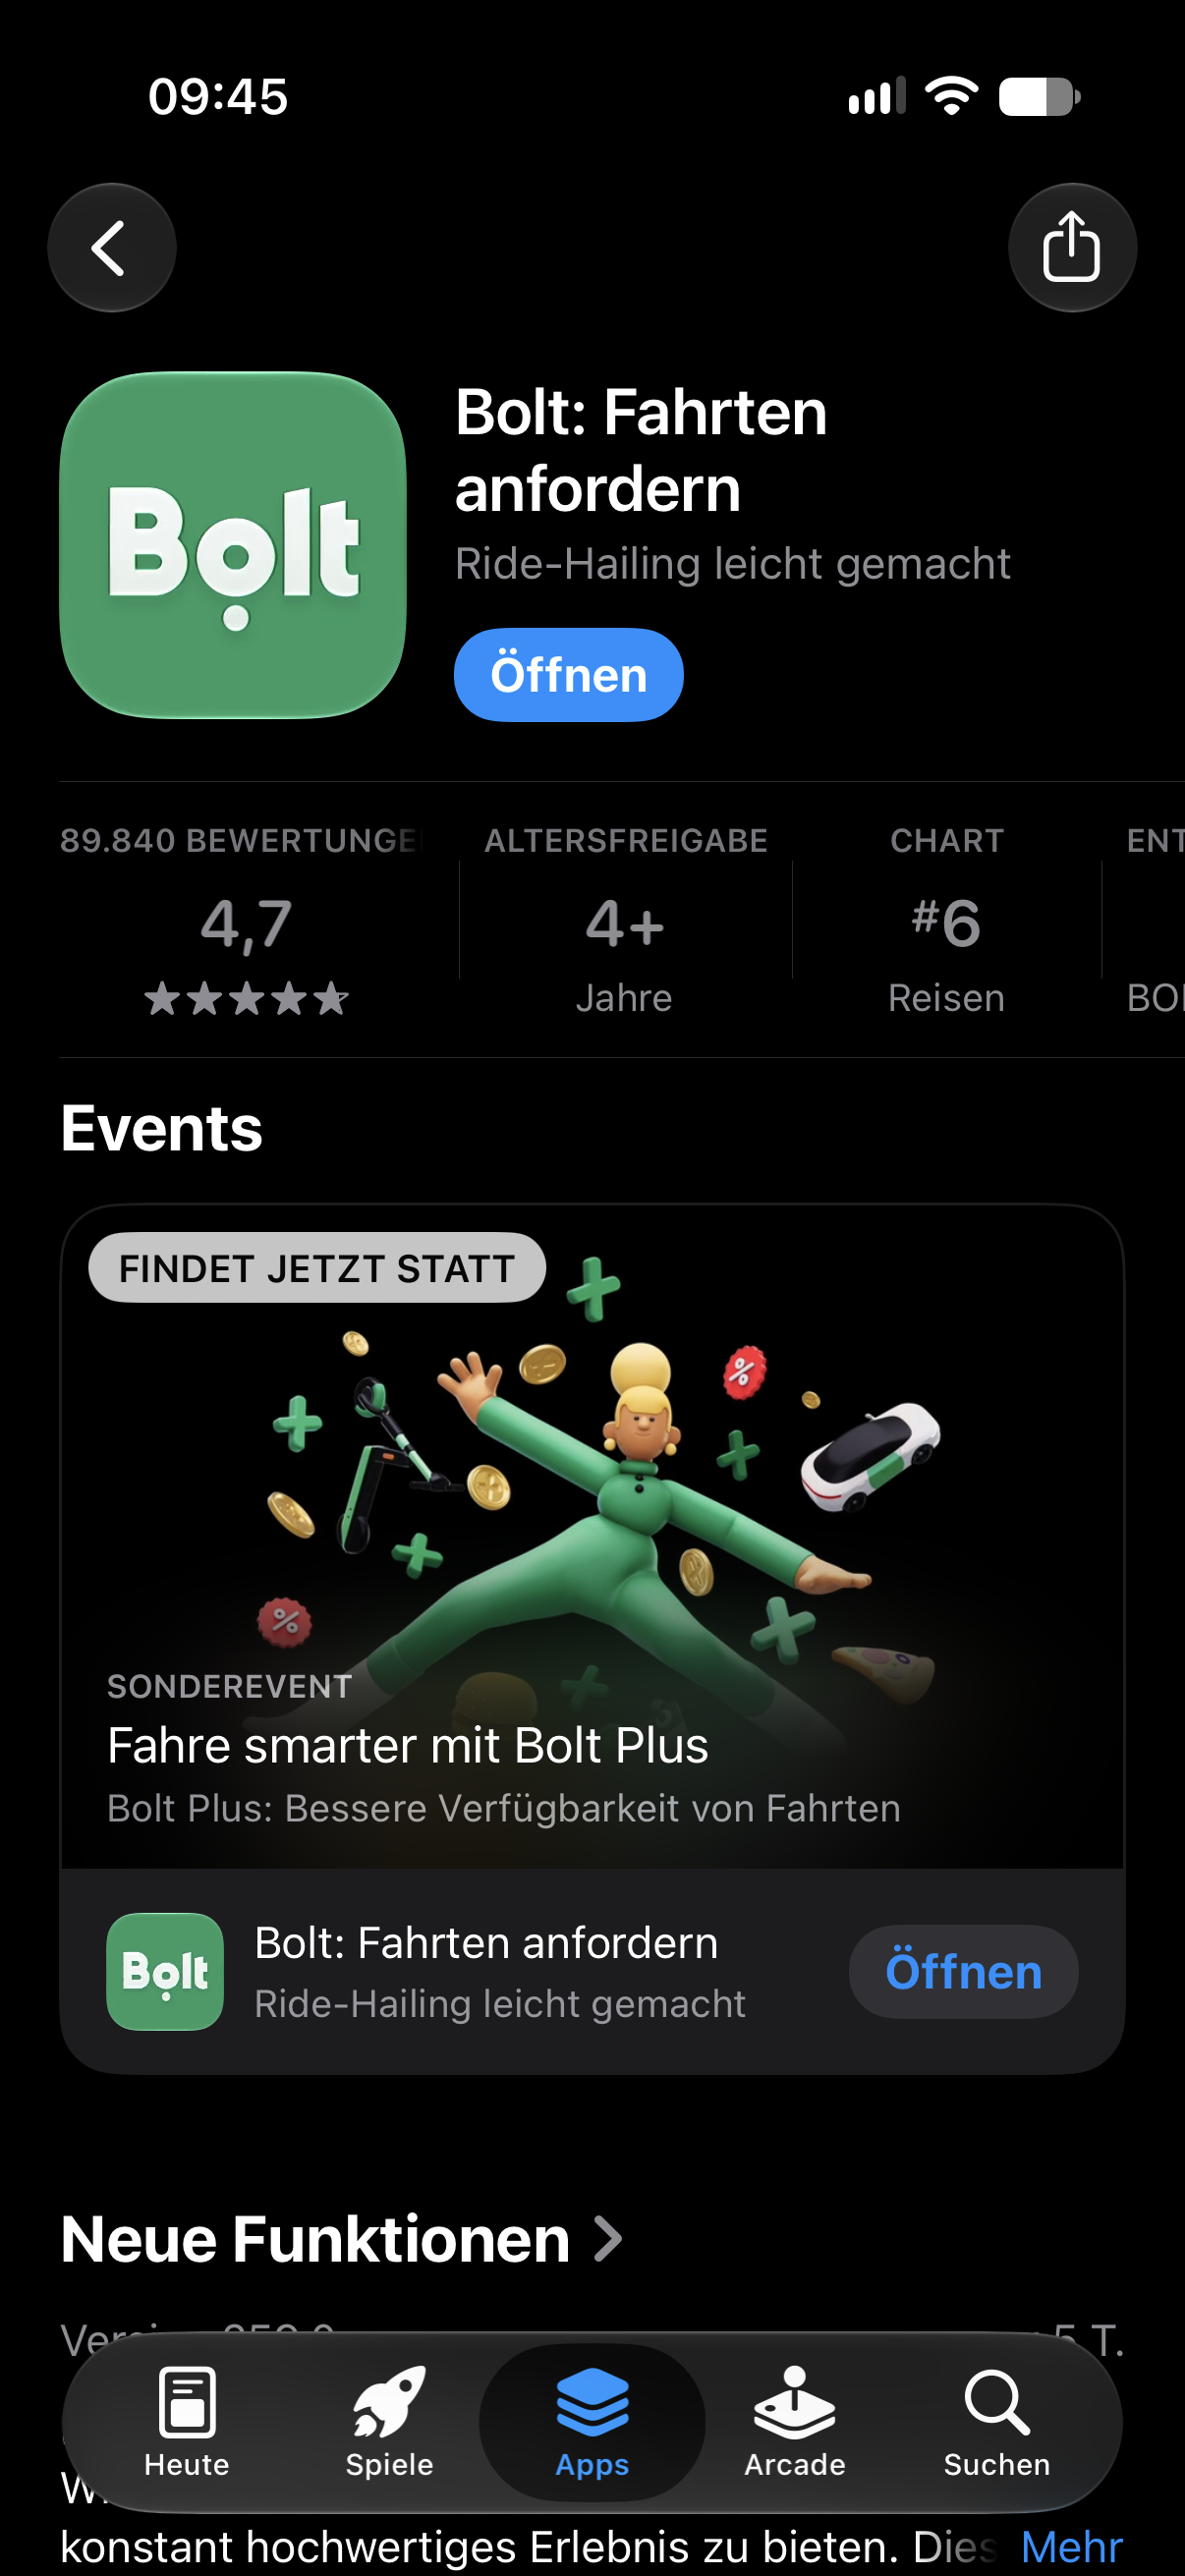 09:45
Bolt
Bolt: Fahrten
anfordern
Ride-Hailing leicht gemacht
Öffnen
89.840 BEWERTUNGE
ALTERSFREIGABE
CHART
ENT
4,7
4+
#6
Jahre
Reisen
Events
FINDET JETZT STATT
SONDEREVENT
Fahre smarter mit Bolt Plus
Bolt Plus: Bessere Verfügbarkeit von Fahrten
Bolt
Bolt: Fahrten anfordern
Ride-Hailing leicht gemacht
Öffnen
Neue Funktionen
5 T.
Heute
Spiele
Apps
Arcade
Suchen
konstant hochwertiges Erlebnis zu bieten. Dies Mehr